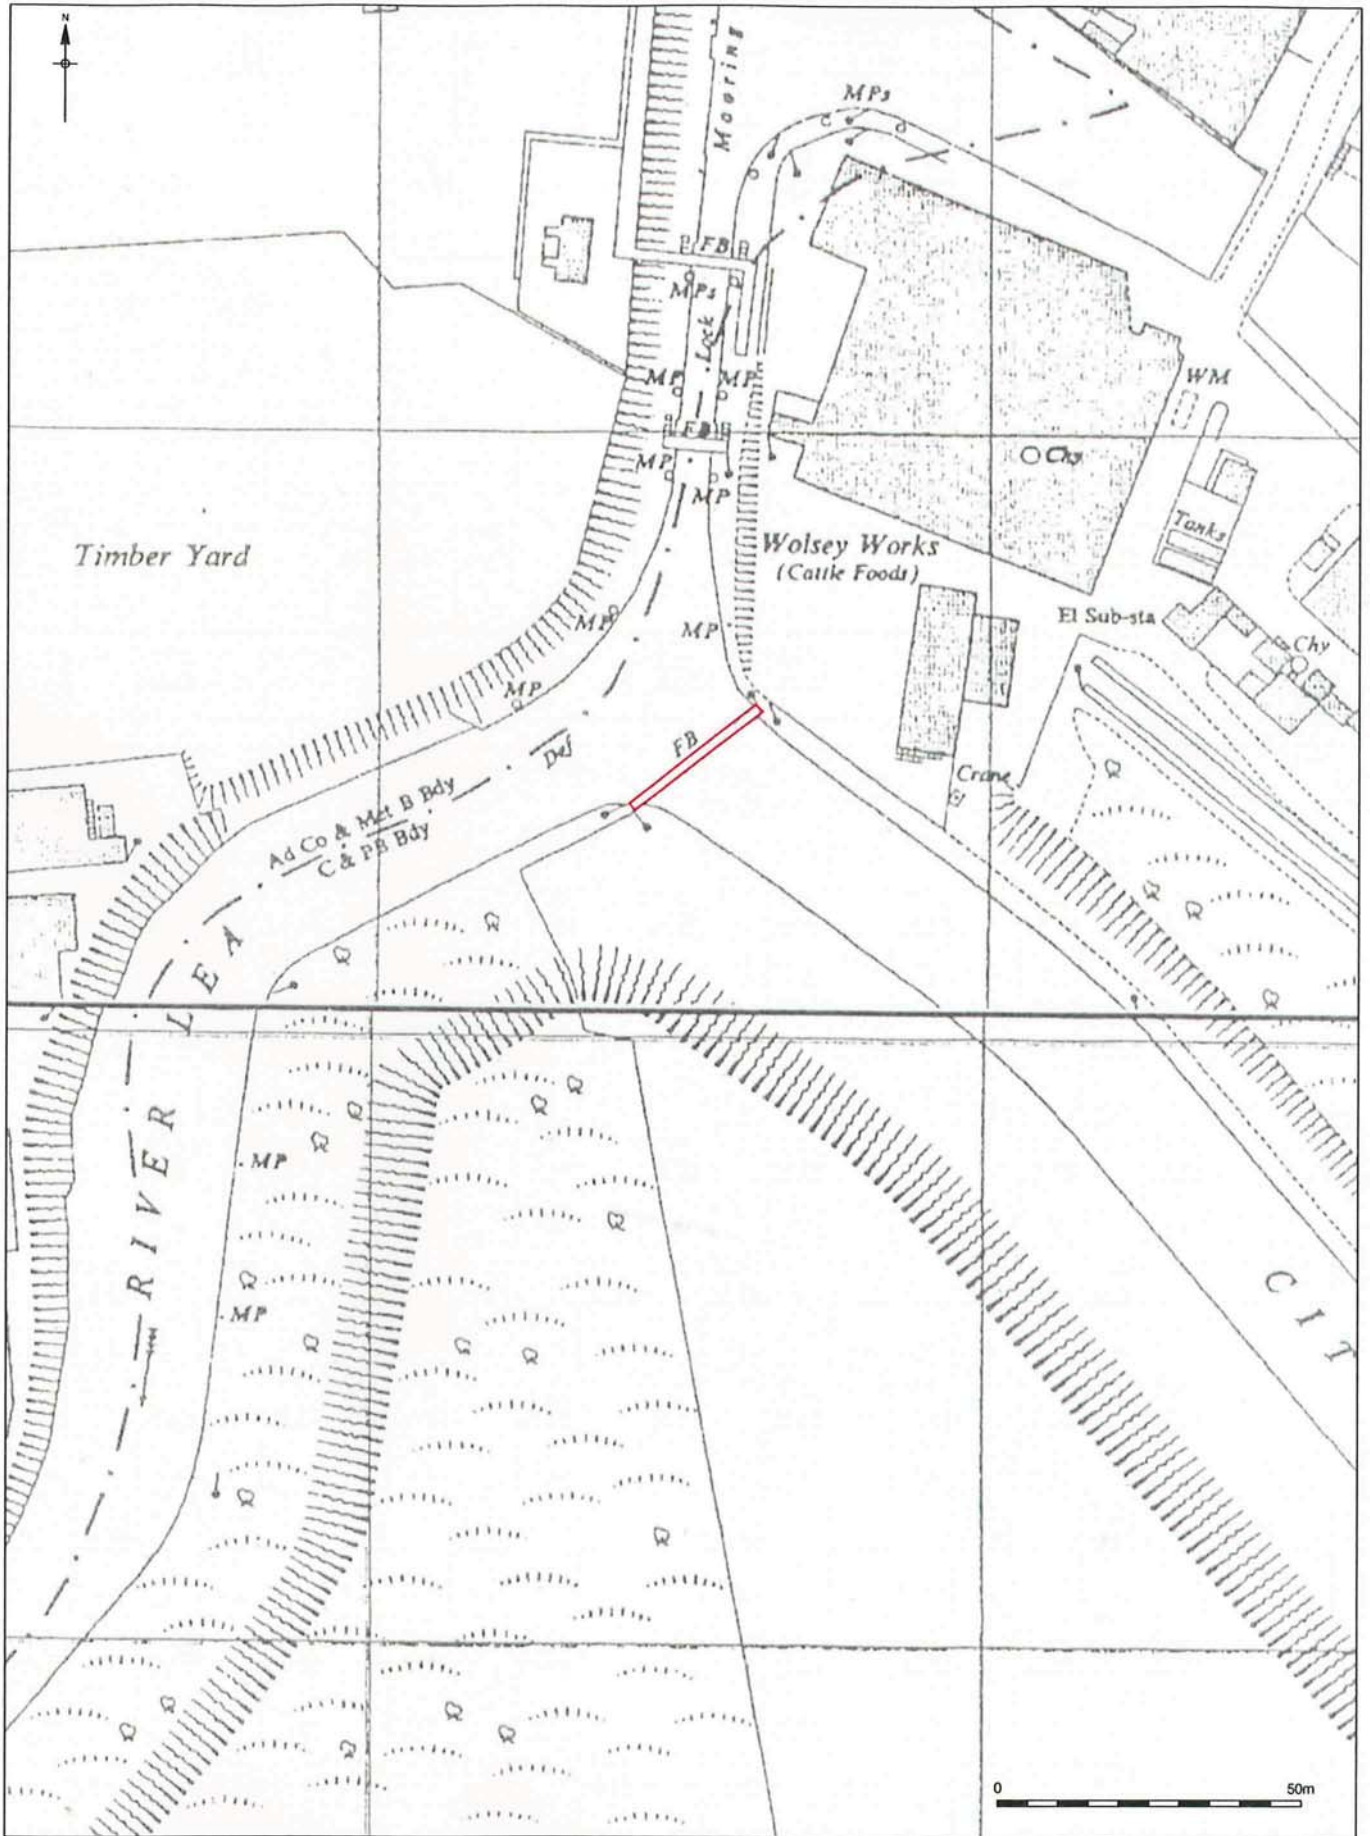 N
Mooring
MPs
FB
MPs
Lock
MP
MP
WM
FB
Chy
MP
MP
Tanks
Timber Yard
Wolsey Works
(Cattle Foods)
El Sub-sta
MP
MP
Chy
MP
FB
Def
Crane
Ad Co & Met B Bdy
C & PB Bdy
RIVER LEA
MP
CIT
MP
0
50m